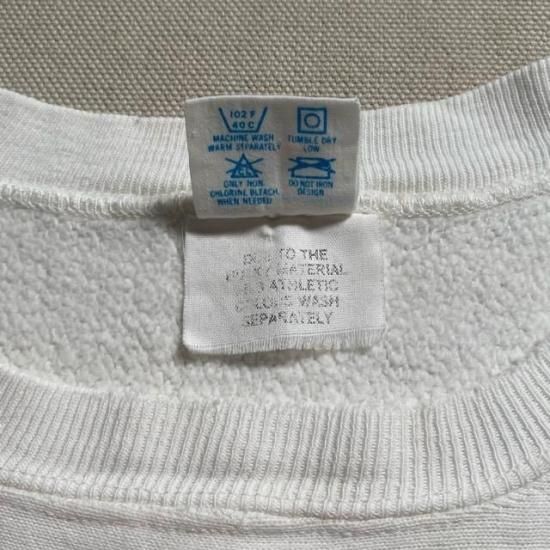 102 F
40 C
MACHINE WASH
WARM SEPARATELY
TUMBLE DRY
LOW
CL
ONLY NON
CHLORINE BLEACH
WHEN NEEDED
DO NOT IRON
DESIGN
TO THE
MATERIAL
ATHLETIC
WASH
SEPARATELY